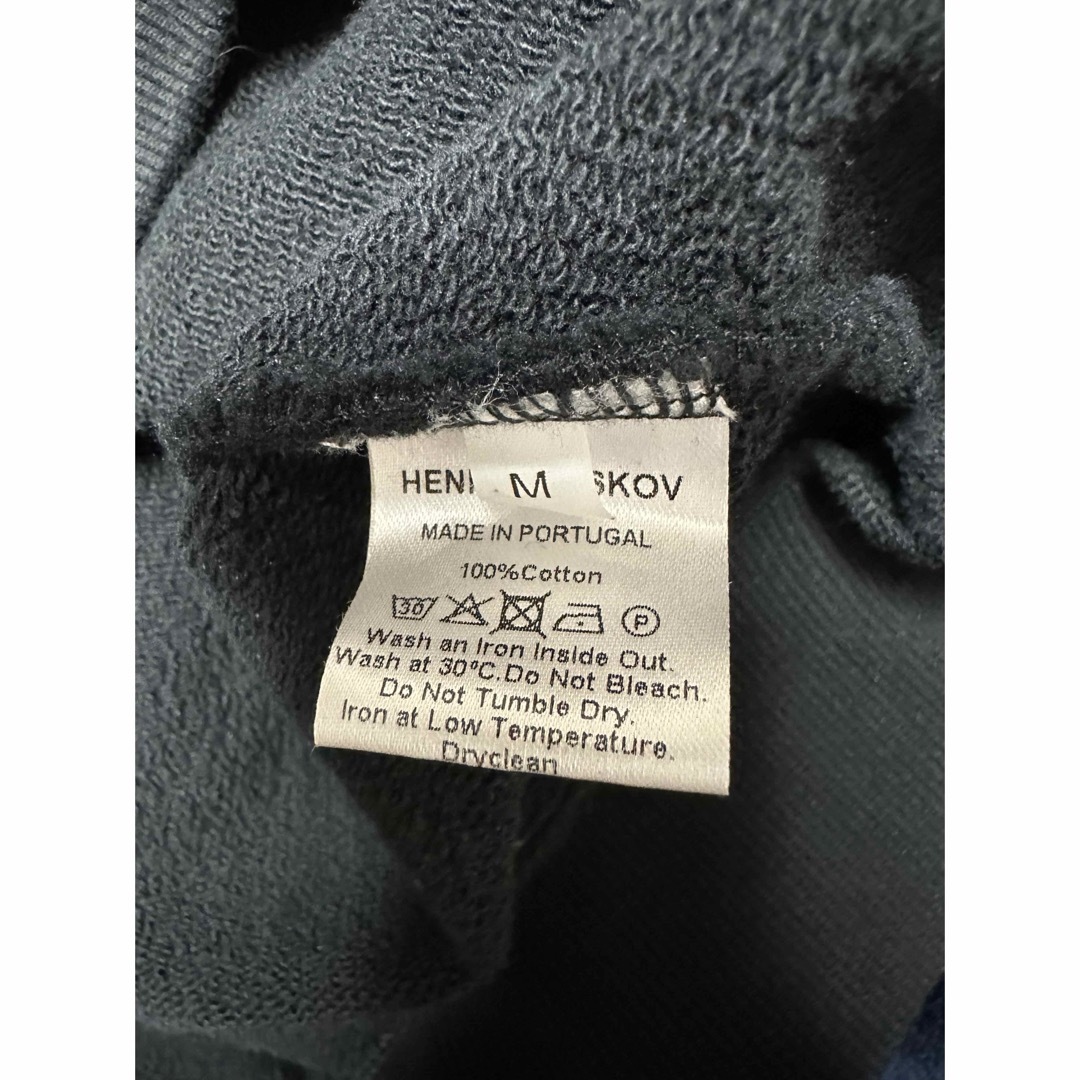 HENI M SKOV
MADE IN PORTUGAL
100%Cotton
30 P
Wash an Iron Inside Out.
Wash at 30°C.Do Not Bleach.
Do Not Tumble Dry.
Iron at Low Temperature.
Dryclean